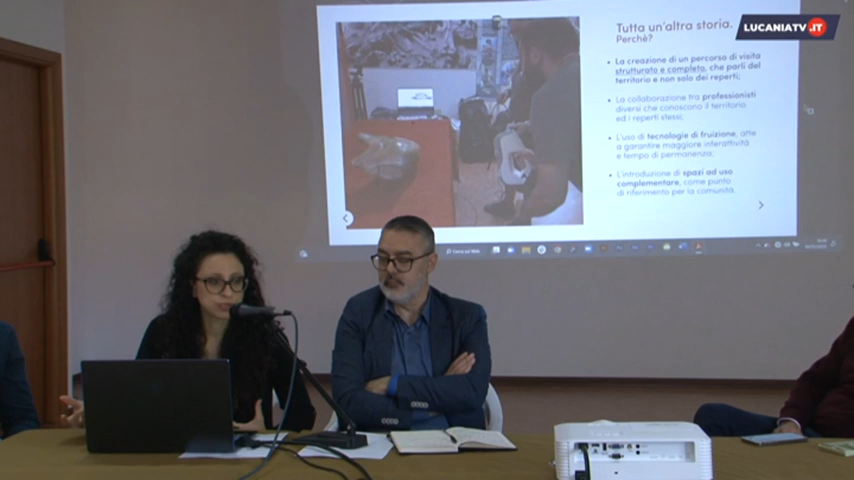 LUCANIATV.IT
Tutta un'altra storia.
Perchè?
• La creazione di un percorso di visita
strutturato e completo, che parli del
territorio e non solo dei reperti;
• La collaborazione tra professionisti
diversi che conoscono il territorio
ed i reperti stessi;
• L'uso di tecnologie di fruizione, atte
a garantire maggiore interattività
e tempo di permanenza;
• L'introduzione di spazi ad uso
complementare, come punto
di riferimento per la comunità.
Cerca sul Web